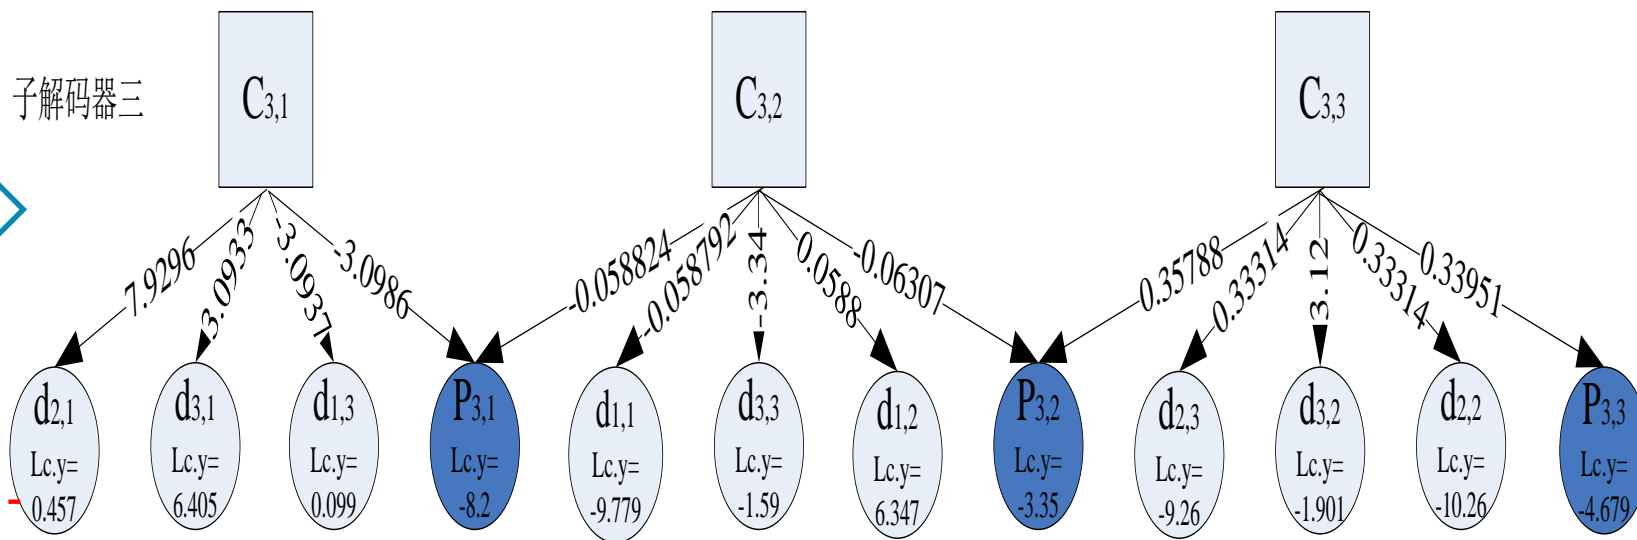 子解码器三
C3,1
C3,2
C3,3
7.9296
3.0933
-3.0937
-3.0986
-0.058824
-0.058792
-3.34
0.0588
-0.06307
0.35788
0.33314
3.12
0.33314
0.33951
d2,1
Lc.y=
-0.457
d3,1
Lc.y=
6.405
d1,3
Lc.y=
0.099
P3,1
Lc.y=
-8.2
d1,1
Lc.y=
-9.779
d3,3
Lc.y=
-1.59
d1,2
Lc.y=
6.347
P3,2
Lc.y=
-3.35
d2,3
Lc.y=
-9.26
d3,2
Lc.y=
-1.901
d2,2
Lc.y=
-10.26
P3,3
Lc.y=
-4.679